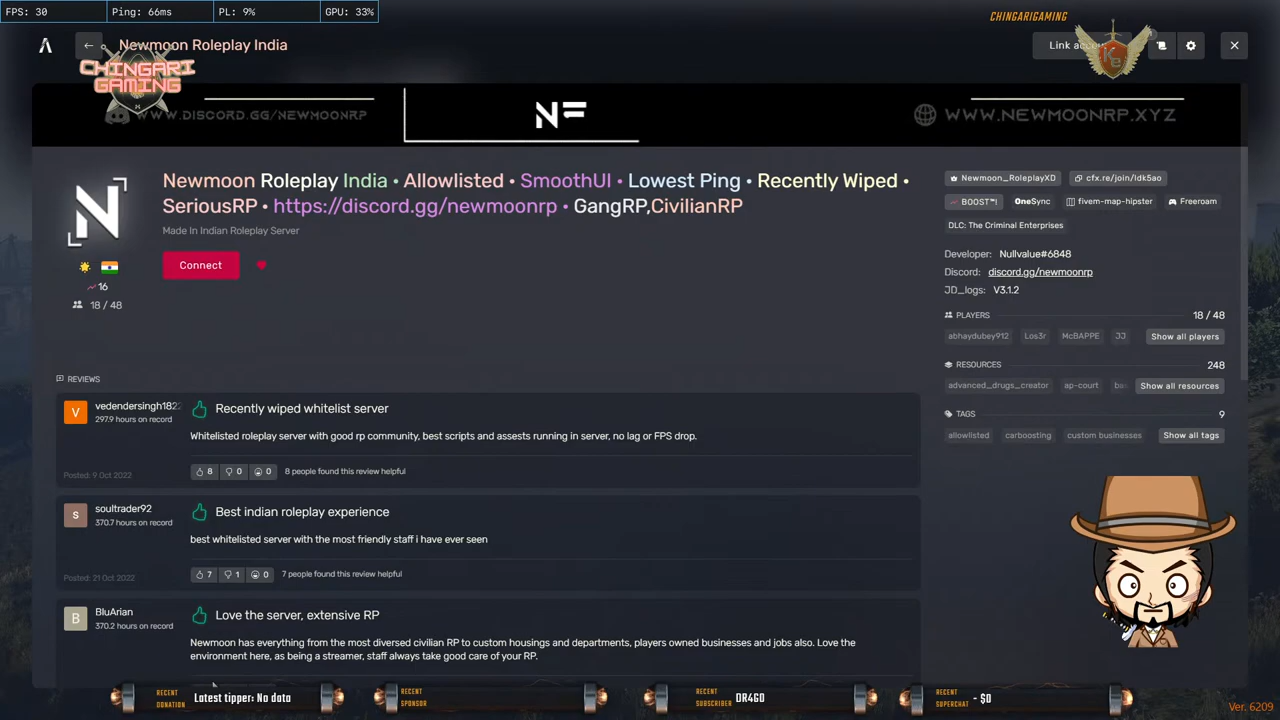 FPS: 30 Ping: 66ms PL: 9% GPU: 33%
CHINGARIGAMING
Newmoon Roleplay India
Link acco
CHINGARI
GAMING
WWW.DISCORD.GG/NEWMOONRP
WWW.NEWMOONRP.XYZ
Newmoon Roleplay India • Allowlisted • SmoothUI • Lowest Ping • Recently Wiped •
SeriousRP • https://discord.gg/newmoonrp • GangRP,CivilianRP
Made In Indian Roleplay Server
Connect
16
18 / 48
Newmoon_RoleplayXD cfx.re/join/ldk5ao
BOOST™! OneSync fivem-map-hipster Freeroam
DLC: The Criminal Enterprises
Developer: Nullvalue#6848
Discord: discord.gg/newmoonrp
JD_logs: V3.1.2
PLAYERS 18 / 48
abhaydubey912 Los3r McBAPPE JJ Show all players
RESOURCES 248
advanced_drugs_creator ap-court Show all resources
TAGS 9
allowlisted carboosting custom businesses Show all tags
REVIEWS
V
vedendersingh182
297.9 hours on record
Posted: 9 Oct 2022
Recently wiped whitelist server
Whitelisted roleplay server with good rp community, best scripts and assests running in server, no lag or FPS drop.
8 0 0 8 people found this review helpful
S
soultrader92
370.7 hours on record
Posted: 21 Oct 2022
Best indian roleplay experience
best whitelisted server with the most friendly staff i have ever seen
7 1 0 7 people found this review helpful
B
BluArian
370.2 hours on record
Love the server, extensive RP
Newmoon has everything from the most diversed civilian RP to custom housings and departments, players owned businesses and jobs also. Love the
environment here, as being a streamer, staff always take good care of your RP.
RECENT
DONATION
Latest tipper: No data
RECENT
SPONSOR
RECENT
SUBSCRIBER
DR4GO
RECENT
SUPERCHAT
- $0
Ver. 6209